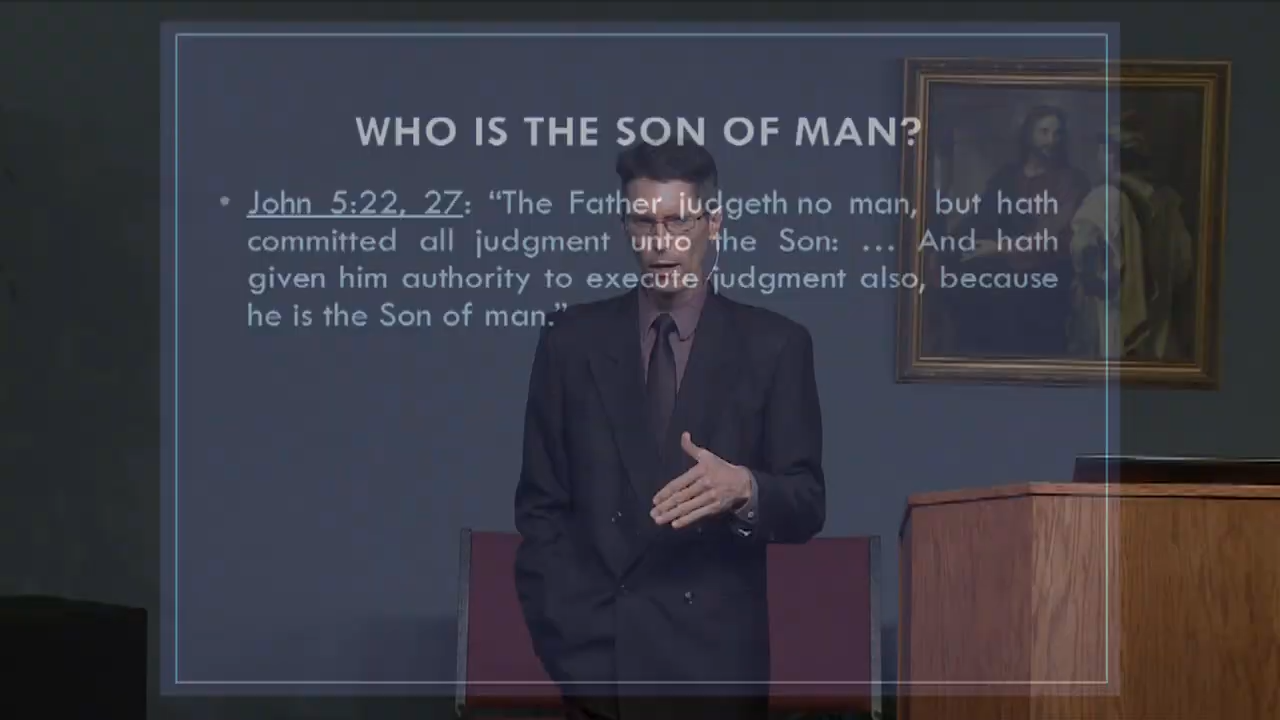 WHO IS THE SON OF MAN?
• John 5:22, 27: “The Father judgeth no man, but hath
committed all judgment unto the Son: … And hath
given him authority to execute judgment also, because
he is the Son of man.”